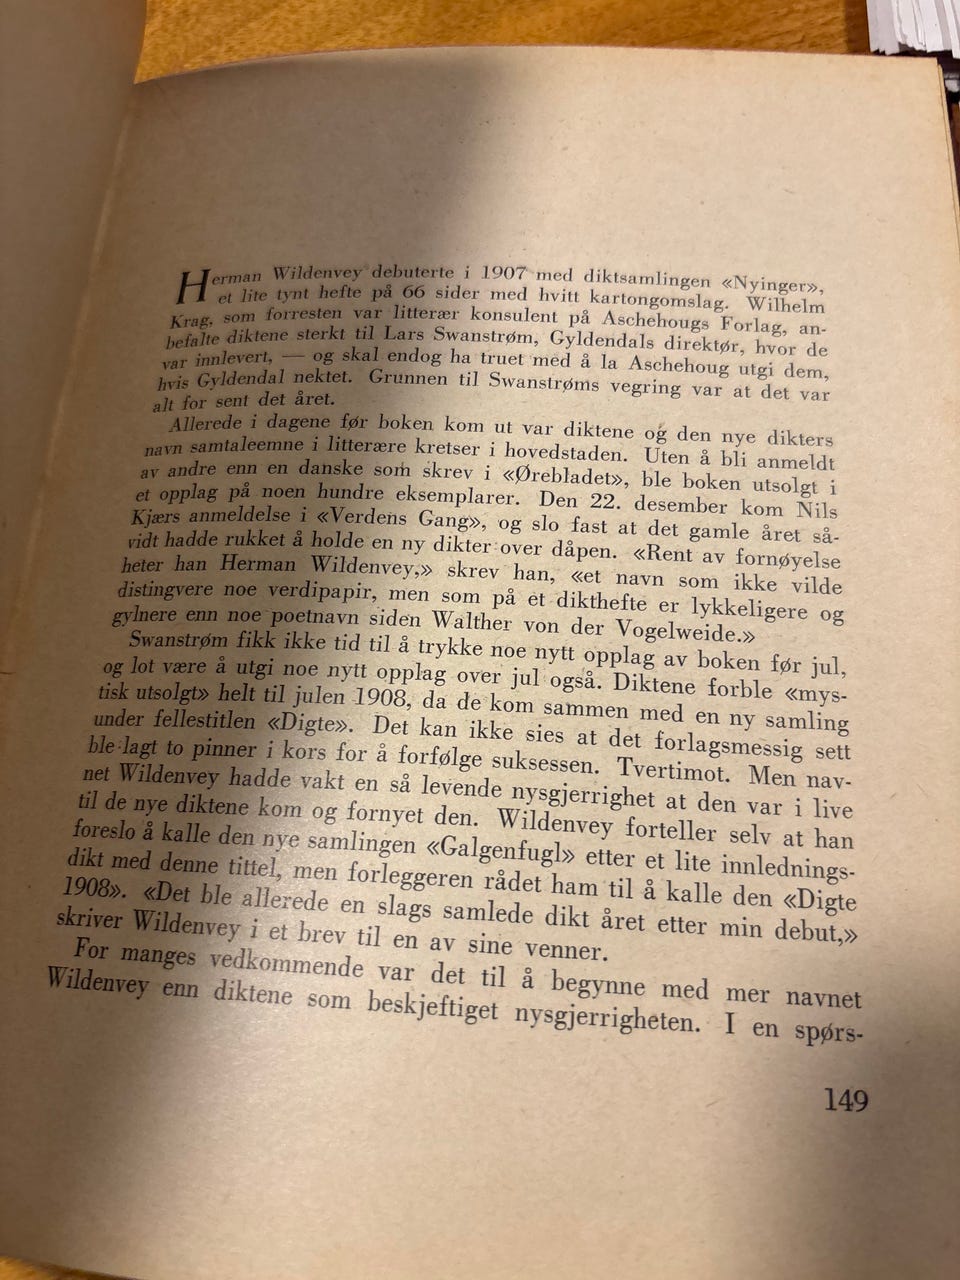 Herman Wildenvey debuterte i 1907 med diktsamlingen «Nyinger»,
et lite tynt hefte på 66 sider med hvitt kartongomslag. Wilhelm
Krag, som forresten var litterær konsulent på Aschehougs Forlag, an-
befalte diktene sterkt til Lars Swanstrøm, Gyldendals direktør, hvor de
var innlevert, — og skal endog ha truet med å la Aschehoug utgi dem,
hvis Gyldendal nektet. Grunnen til Swanstrøms vegring var at det var
alt for sent det året.
Allerede i dagene før boken kom ut var diktene og den nye dikters
navn samtaleemne i litterære kretser i hovedstaden. Uten å bli anmeldt
av andre enn en danske som skrev i «Ørebladet», ble boken utsolgt i
et opplag på noen hundre eksemplarer. Den 22. desember kom Nils
Kjærs anmeldelse i «Verdens Gang», og slo fast at det gamle året så-
vidt hadde rukket å holde en ny dikter over dåpen. «Rent av fornøyelse
heter han Herman Wildenvey,» skrev han, «et navn som ikke vilde
distingvere noe verdipapir, men som på et dikthefte er lykkeligere og
gylnere enn noe poetnavn siden Walther von der Vogelweide.»
Swanstrøm fikk ikke tid til å trykke noe nytt opplag av boken før jul,
og lot være å utgi noe nytt opplag over jul også. Diktene forble «mys-
tisk utsolgt» helt til julen 1908, da de kom sammen med en ny samling
under fellestitlen «Digte». Det kan ikke sies at det forlagsmessig sett
ble lagt to pinner i kors for å forfølge suksessen. Tvertimot. Men nav-
net Wildenvey hadde vakt en så levende nysgjerrighet at den var i live
til de nye diktene kom og fornyet den. Wildenvey forteller selv at han
foreslo å kalle den nye samlingen «Galgenfugl» etter et lite innlednings-
dikt med denne tittel, men forleggeren rådet ham til å kalle den «Digte
1908». «Det ble allerede en slags samlede dikt året etter min debut,»
skriver Wildenvey i et brev til en av sine venner.
For manges vedkommende var det til å begynne med mer navnet
Wildenvey enn diktene som beskjeftiget nysgjerrigheten. I en spørs-
149